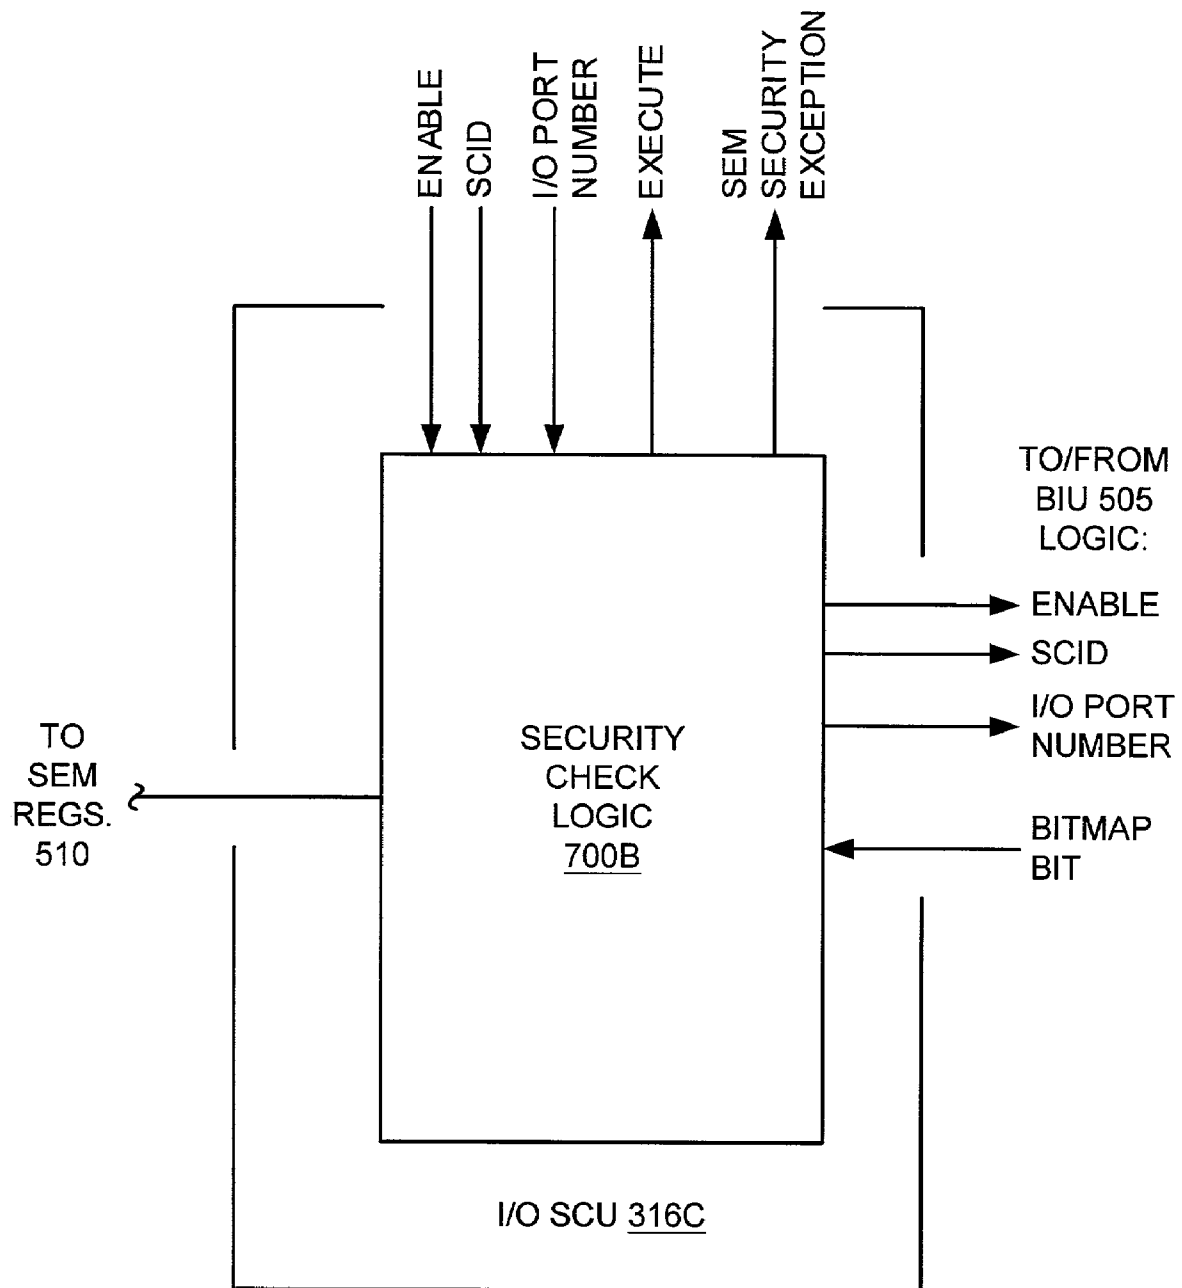 ENABLE
SCID
I/O PORT
NUMBER
EXECUTE
SEM
SECURITY
EXCEPTION
TO/FROM
BIU 505
LOGIC:
ENABLE
SCID
I/O PORT
NUMBER
BITMAP
BIT
TO
SEM
REGS.
510
SECURITY
CHECK
LOGIC
700B
I/O SCU 316C